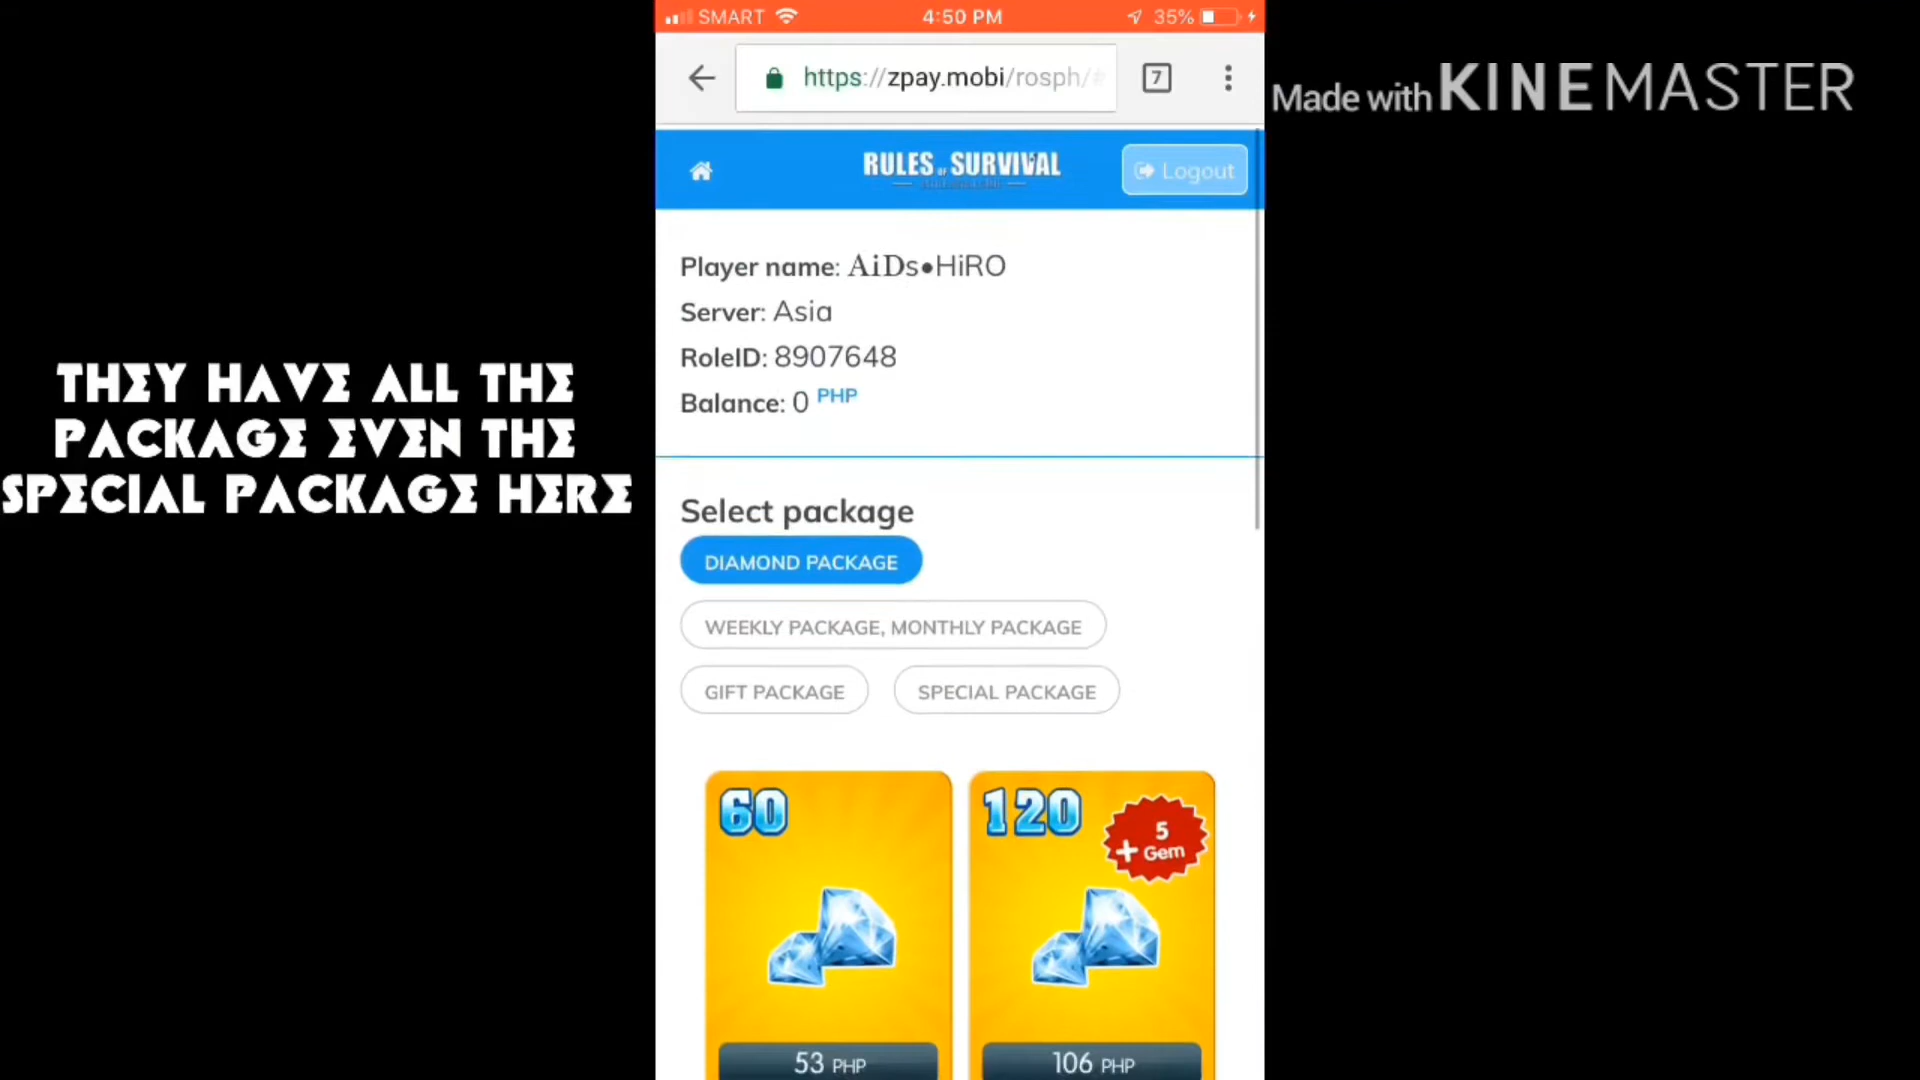 SMART 4:50 PM 35%
https://zpay.mobi/rosph/
7
Made with KINEMASTER
RULES OF SURVIVAL
Logout
Player name: AiDs•HiRO
Server: Asia
RoleID: 8907648
Balance: 0 PHP
THEY HAVE ALL THE
PACKAGE EVEN THE
SPECIAL PACKAGE HERE
Select package
DIAMOND PACKAGE
WEEKLY PACKAGE, MONTHLY PACKAGE
GIFT PACKAGE SPECIAL PACKAGE
60
120
5
+ Gem
53 PHP
106 PHP